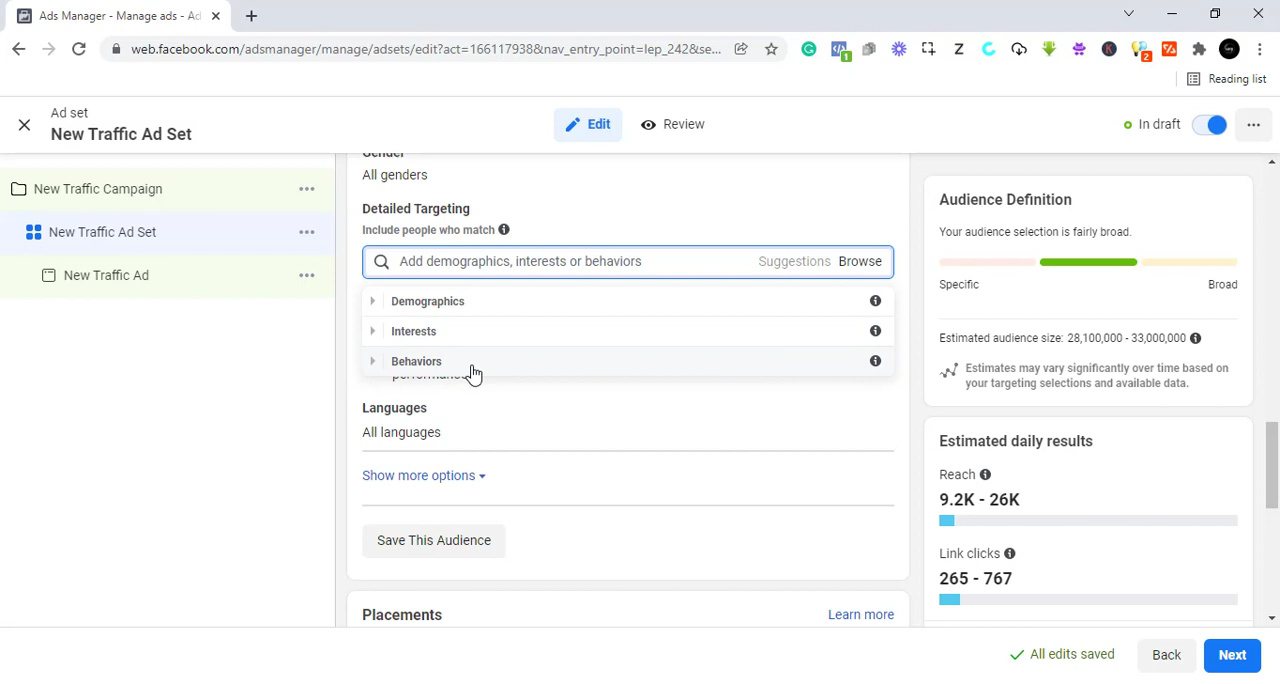 Ads Manager - Manage ads - Ad
web.facebook.com/adsmanager/manage/adsets/edit?act=166117938&nav_entry_point=lep_242&se...
1
Z
K
2
Reading list
Ad set
New Traffic Ad Set
Edit
Review
In draft
New Traffic Campaign
New Traffic Ad Set
New Traffic Ad
Gender
All genders
Detailed Targeting
Include people who match
Add demographics, interests or behaviors
Suggestions
Browse
Demographics
Interests
Behaviors
Languages
All languages
Show more options
Save This Audience
Placements
Learn more
Audience Definition
Your audience selection is fairly broad.
Specific
Broad
Estimated audience size: 28,100,000 - 33,000,000
Estimates may vary significantly over time based on
your targeting selections and available data.
Estimated daily results
Reach
9.2K - 26K
Link clicks
265 - 767
All edits saved
Back
Next